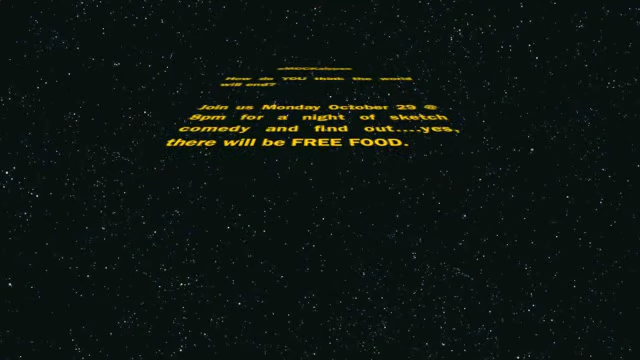 aMOCKalypse
How do YOU think the world
will end?
Join us Monday October 29 @
8pm for a night of sketch
comedy and find out....yes,
there will be FREE FOOD.